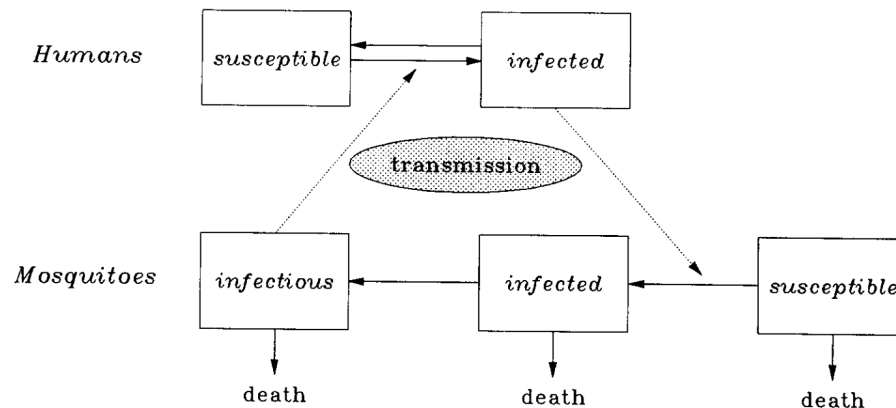 Humans
susceptible
infected
transmission
Mosquitoes
infectious
infected
susceptible
death
death
death